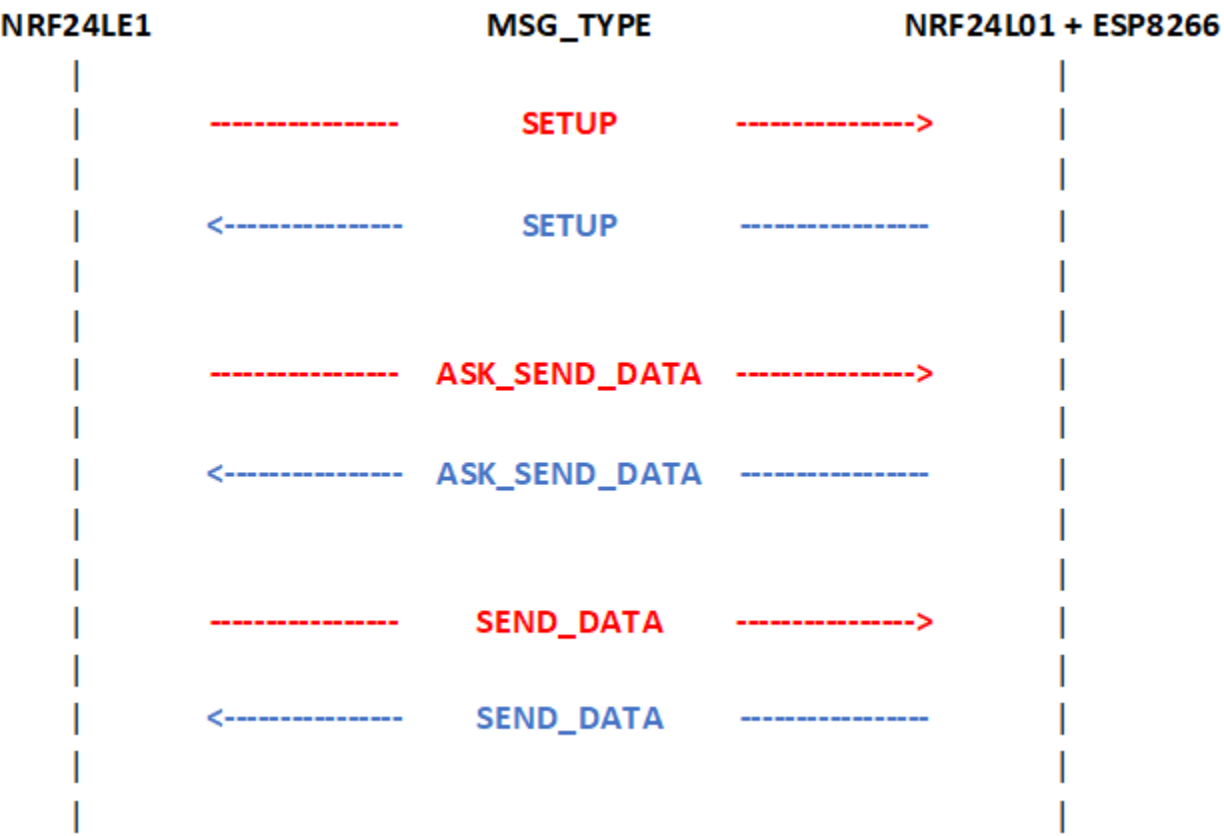 NRF24LE1 MSG_TYPE NRF24L01 + ESP8266
| |
| ----------------- SETUP ----------------> |
| |
| <---------------- SETUP ----------------- |
| |
| |
| ----------------- ASK_SEND_DATA ----------------> |
| |
| <---------------- ASK_SEND_DATA ----------------- |
| |
| |
| ----------------- SEND_DATA ----------------> |
| |
| <---------------- SEND_DATA ----------------- |
| |
| |